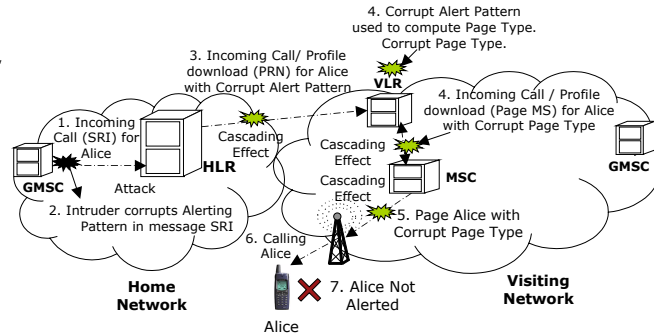 4. Corrupt Alert Pattern
used to compute Page Type.
Corrupt Page Type.
3. Incoming Call/ Profile
download (PRN) for Alice
with Corrupt Alert Pattern
VLR
4. Incoming Call / Profile
download (Page MS) for Alice
with Corrupt Page Type
1. Incoming
Call (SRI) for
Alice
Cascading
Effect
HLR
GMSC
Attack
2. Intruder corrupts Alerting
Pattern in message SRI
Cascading
Effect
MSC
GMSC
Cascading
Effect
5. Page Alice with
Corrupt Page Type
6. Calling
Alice
7. Alice Not
Alerted
Home
Network
Visiting
Network
Alice